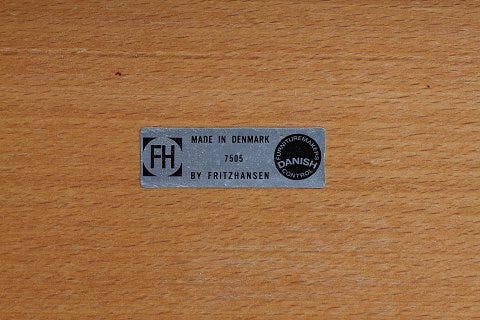 FH
MADE IN DENMARK
7505
BY FRITZHANSEN
FURNITUREMAKERS
DANISH
CONTROL